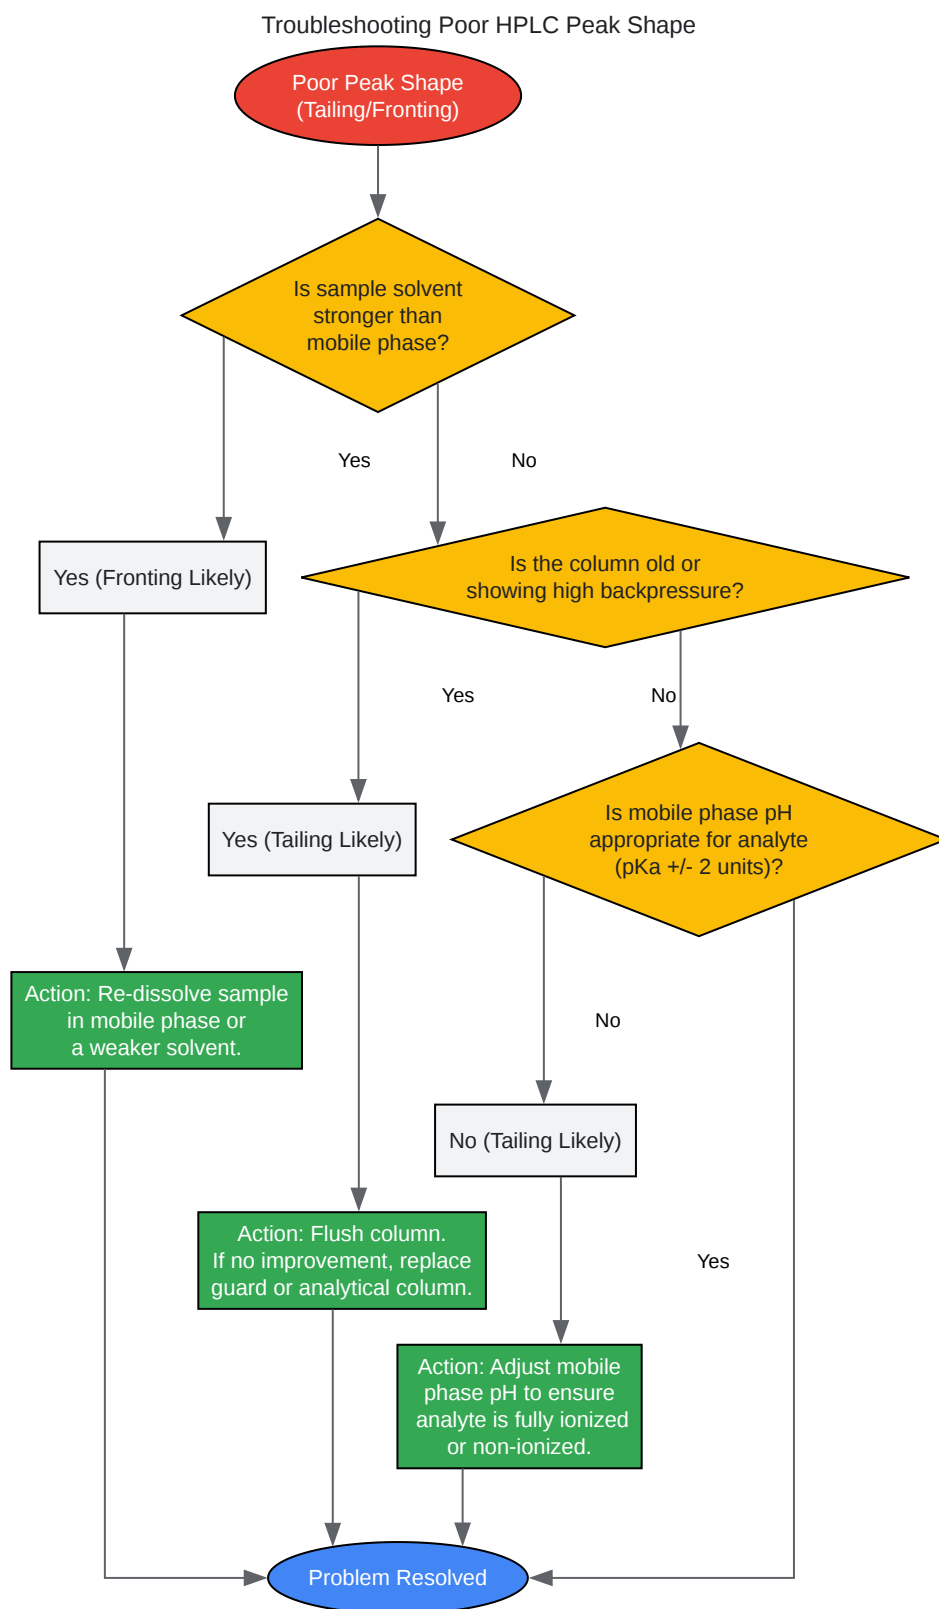 Troubleshooting Poor HPLC Peak Shape
Poor Peak Shape
(Tailing/Fronting)
Is sample solvent
stronger than
mobile phase?
Yes
No
Yes (Fronting Likely)
Is the column old or
showing high backpressure?
Yes
No
Yes (Tailing Likely)
Is mobile phase pH
appropriate for analyte
(pKa +/- 2 units)?
Action: Re-dissolve sample
in mobile phase or
a weaker solvent.
No
No (Tailing Likely)
Action: Flush column.
If no improvement, replace
guard or analytical column.
Yes
Action: Adjust mobile
phase pH to ensure
analyte is fully ionized
or non-ionized.
Problem Resolved